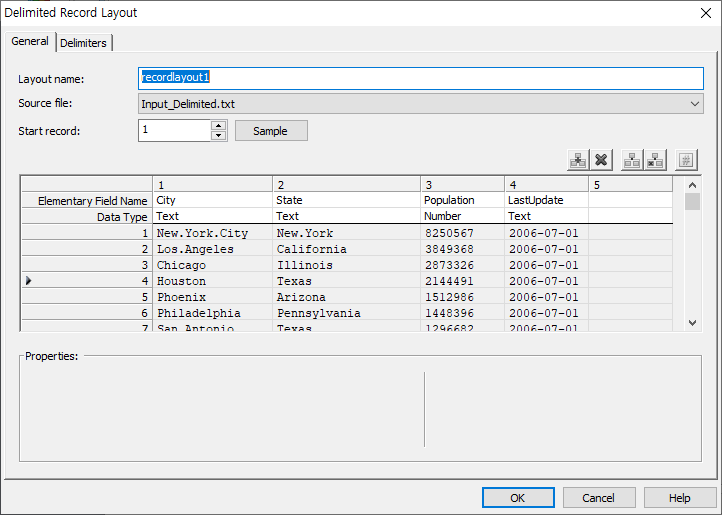 Delimited Record Layout
General Delimiters
Layout name: recordlayout1
Source file: Input_Delimited.txt
Start record: 1 Sample
1 2 3 4 5
Elementary Field Name City State Population LastUpdate
Data Type Text Text Number Text
1 New.York.City New.York 8250567 2006-07-01
2 Los.Angeles California 3849368 2006-07-01
3 Chicago Illinois 2873326 2006-07-01
4 Houston Texas 2144491 2006-07-01
5 Phoenix Arizona 1512986 2006-07-01
6 Philadelphia Pennsylvania 1448396 2006-07-01
7 San.Antonio Texas 1296682 2006-07-01
Properties:
OK Cancel Help